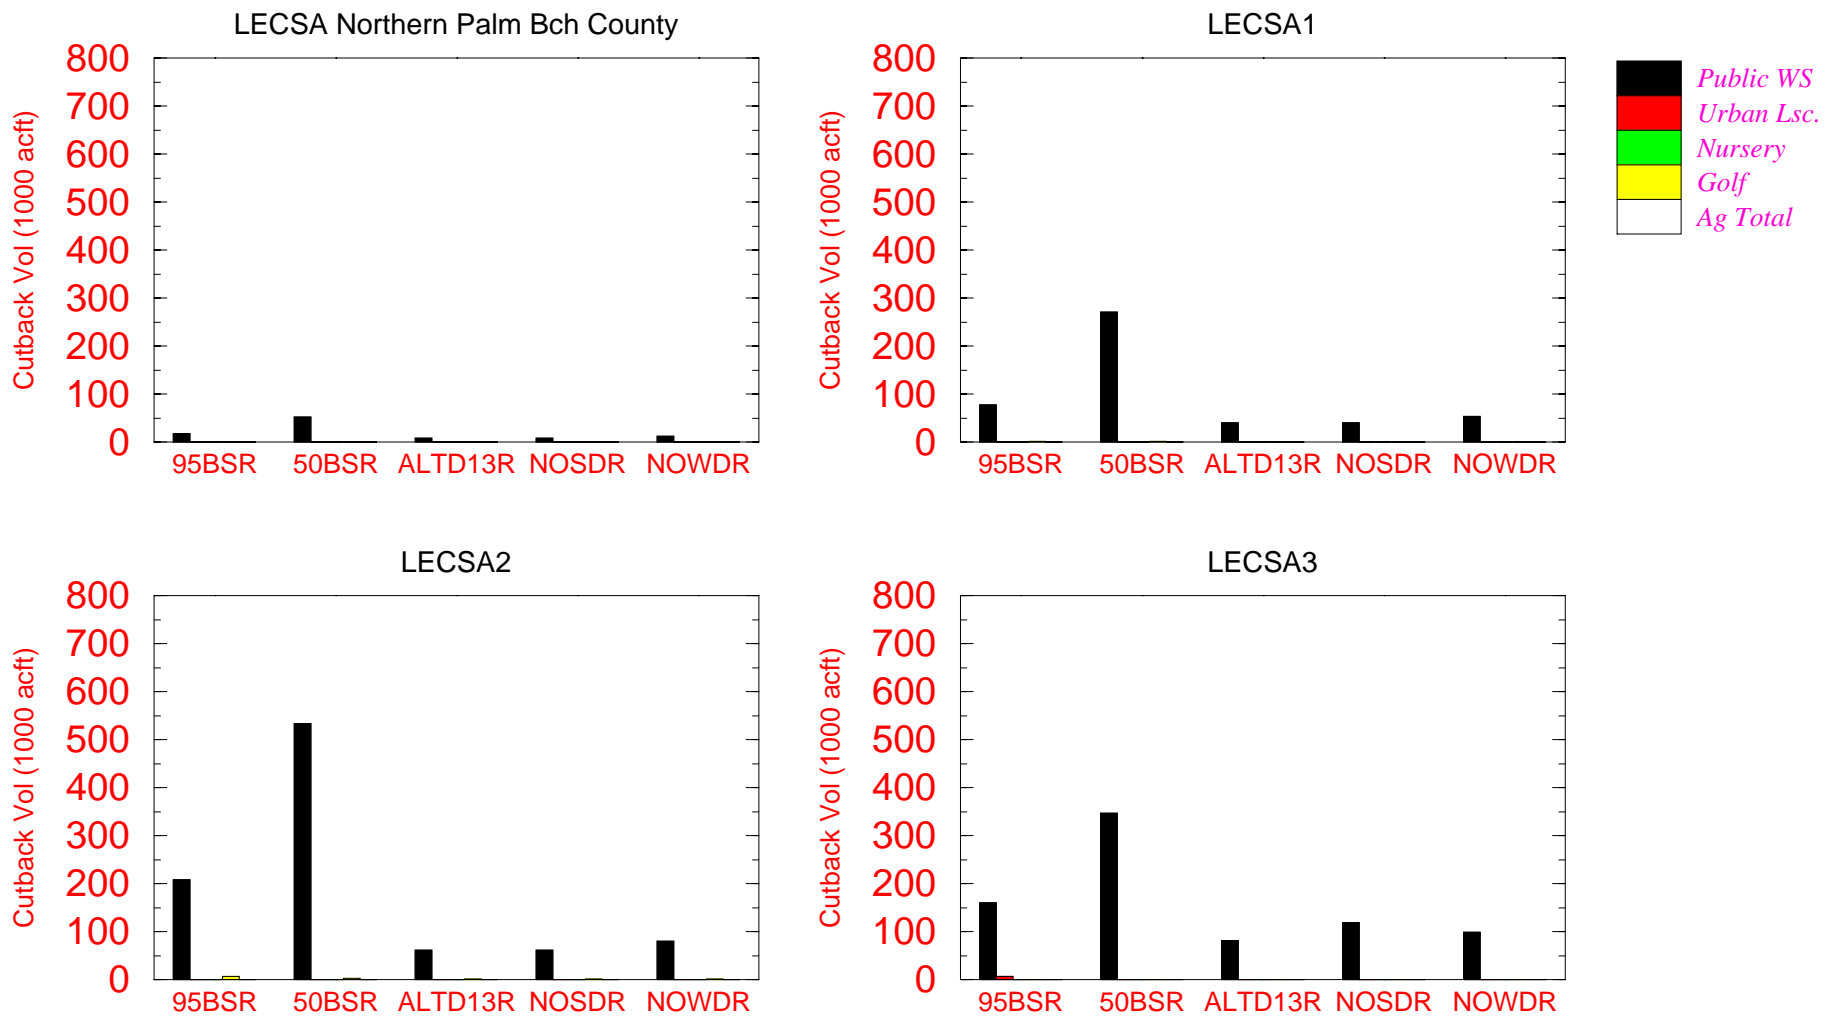 LECSA Northern Palm Bch County
Cutback Vol (1000 acft)
800
700
600
500
400
300
200
100
0
95BSR 50BSR ALTD13R NOSDR NOWDR
LECSA1
Cutback Vol (1000 acft)
800
700
600
500
400
300
200
100
0
95BSR 50BSR ALTD13R NOSDR NOWDR
Public WS
Urban Lsc.
Nursery
Golf
Ag Total
LECSA2
Cutback Vol (1000 acft)
800
700
600
500
400
300
200
100
0
95BSR 50BSR ALTD13R NOSDR NOWDR
LECSA3
Cutback Vol (1000 acft)
800
700
600
500
400
300
200
100
0
95BSR 50BSR ALTD13R NOSDR NOWDR